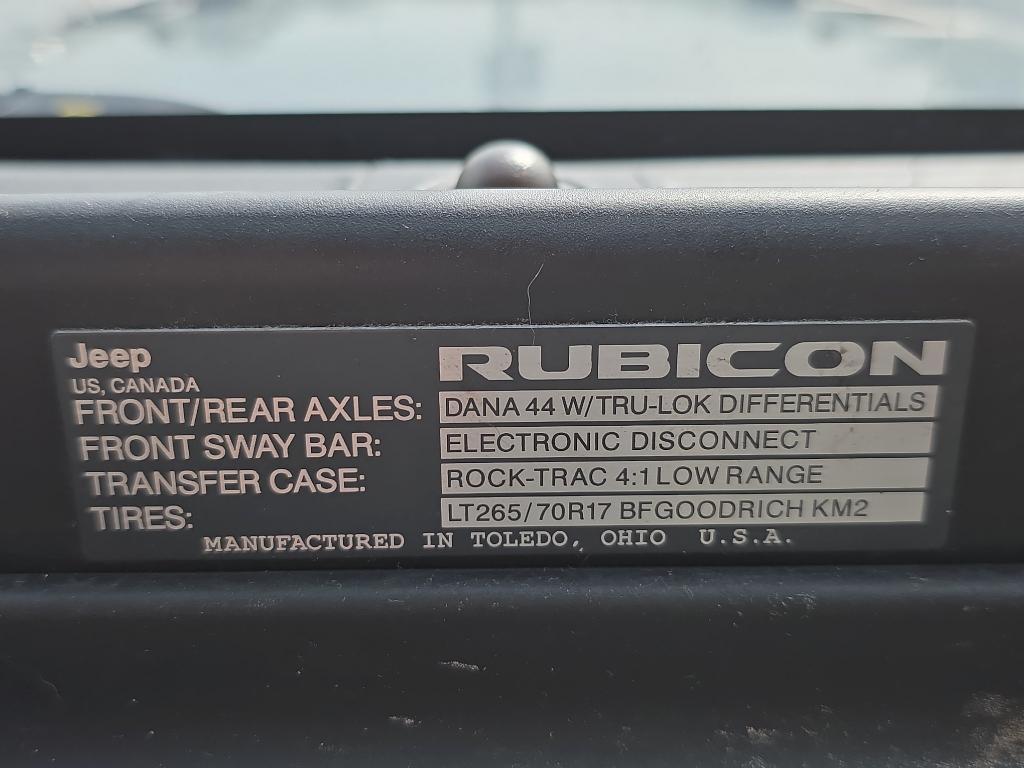 Jeep RUBICON
US, CANADA
FRONT/REAR AXLES: DANA 44 W/TRU-LOK DIFFERENTIALS
FRONT SWAY BAR: ELECTRONIC DISCONNECT
TRANSFER CASE: ROCK-TRAC 4:1 LOW RANGE
TIRES: LT265/70R17 BFGOODRICH KM2
MANUFACTURED IN TOLEDO, OHIO U.S.A.